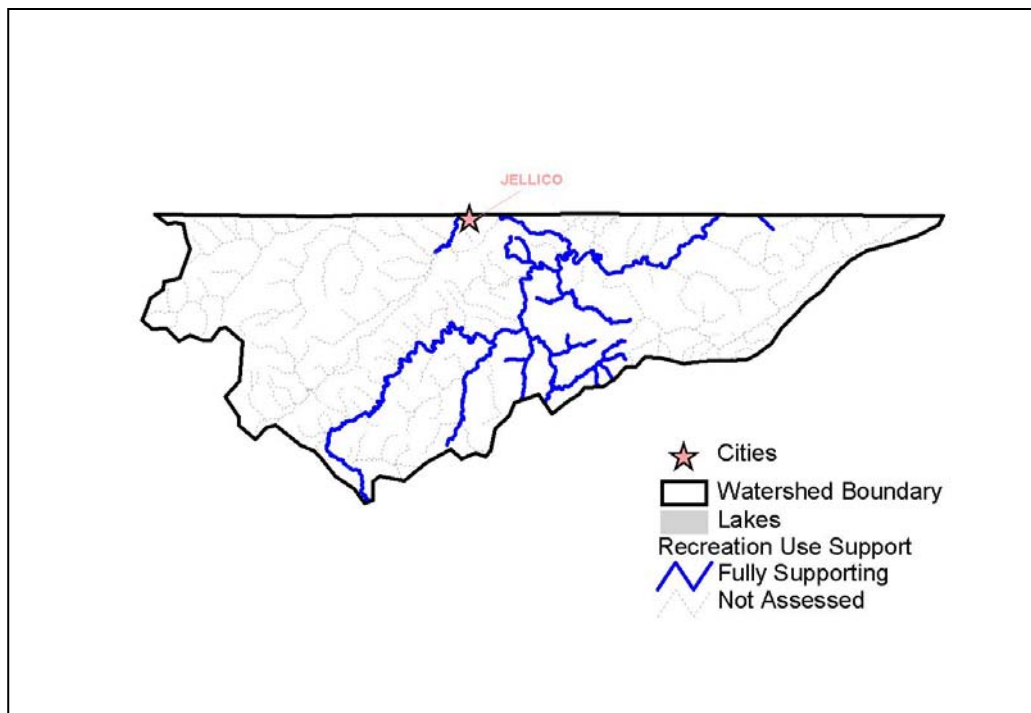 JELLICO
Cities
Watershed Boundary
Lakes
Recreation Use Support
Fully Supporting
Not Assessed